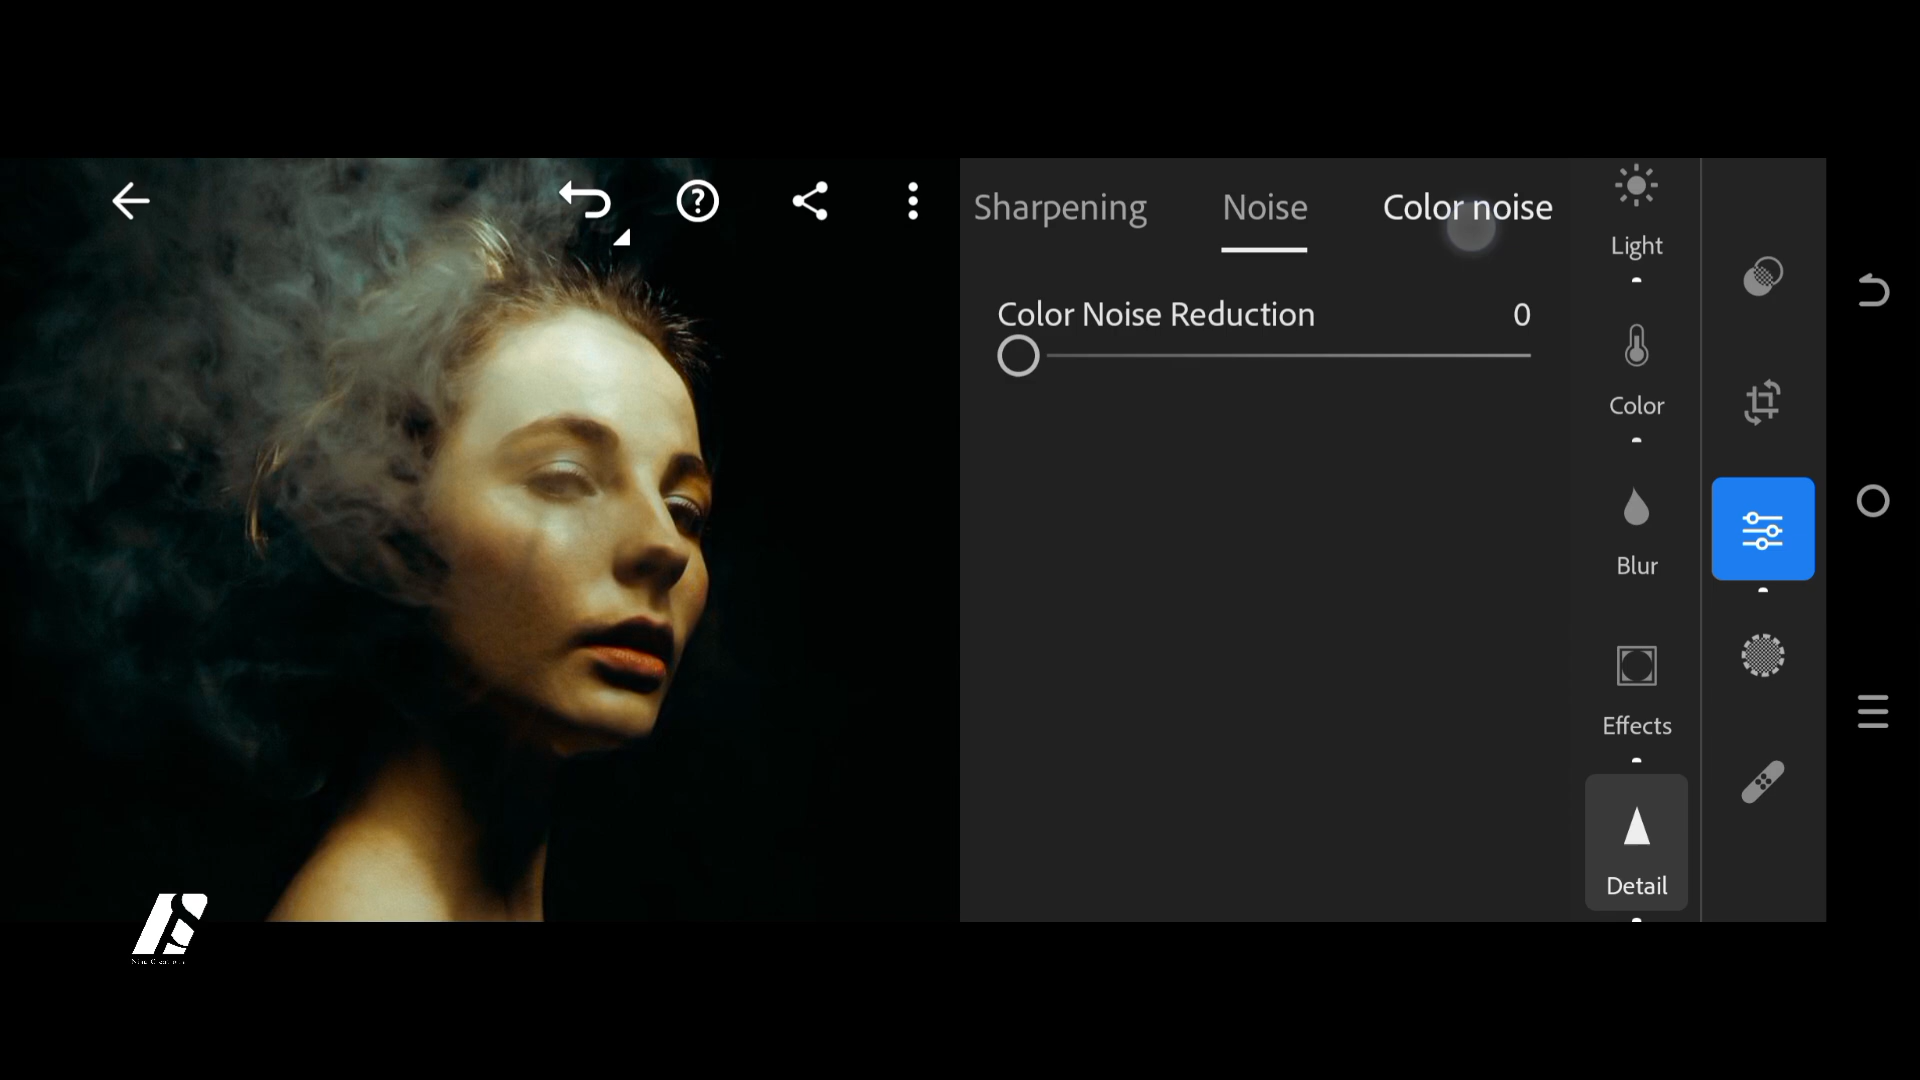 Sharpening
Noise
Color noise
Color Noise Reduction
0
Light
Color
Blur
Effects
Detail